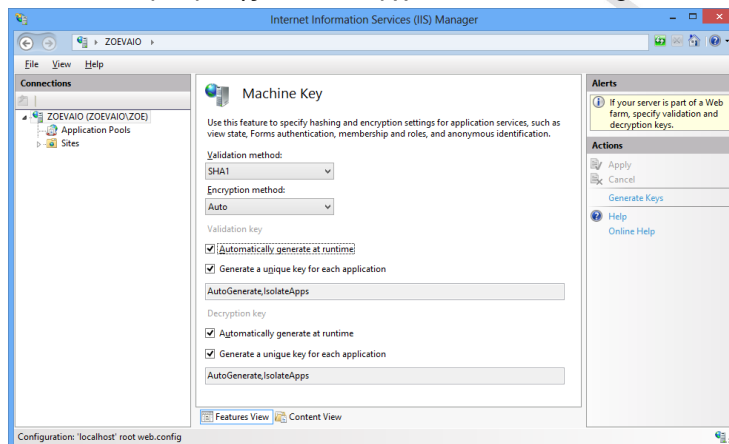 Internet Information Services (IIS) Manager
ZOEVAIO
File View Help
Connections
ZOEVAIO (ZOEVAIO\ZOE)
Application Pools
Sites
Machine Key
Use this feature to specify hashing and encryption settings for application services, such as
view state, Forms authentication, membership and roles, and anonymous identification.
Validation method:
SHA1
Encryption method:
Auto
Validation key
Automatically generate at runtime
Generate a unique key for each application
AutoGenerate,IsolateApps
Decryption key
Automatically generate at runtime
Generate a unique key for each application
AutoGenerate,IsolateApps
Features View Content View
Alerts
If your server is part of a Web
farm, specify validation and
decryption keys.
Actions
Apply
Cancel
Generate Keys
Help
Online Help
Configuration: 'localhost' root web.config